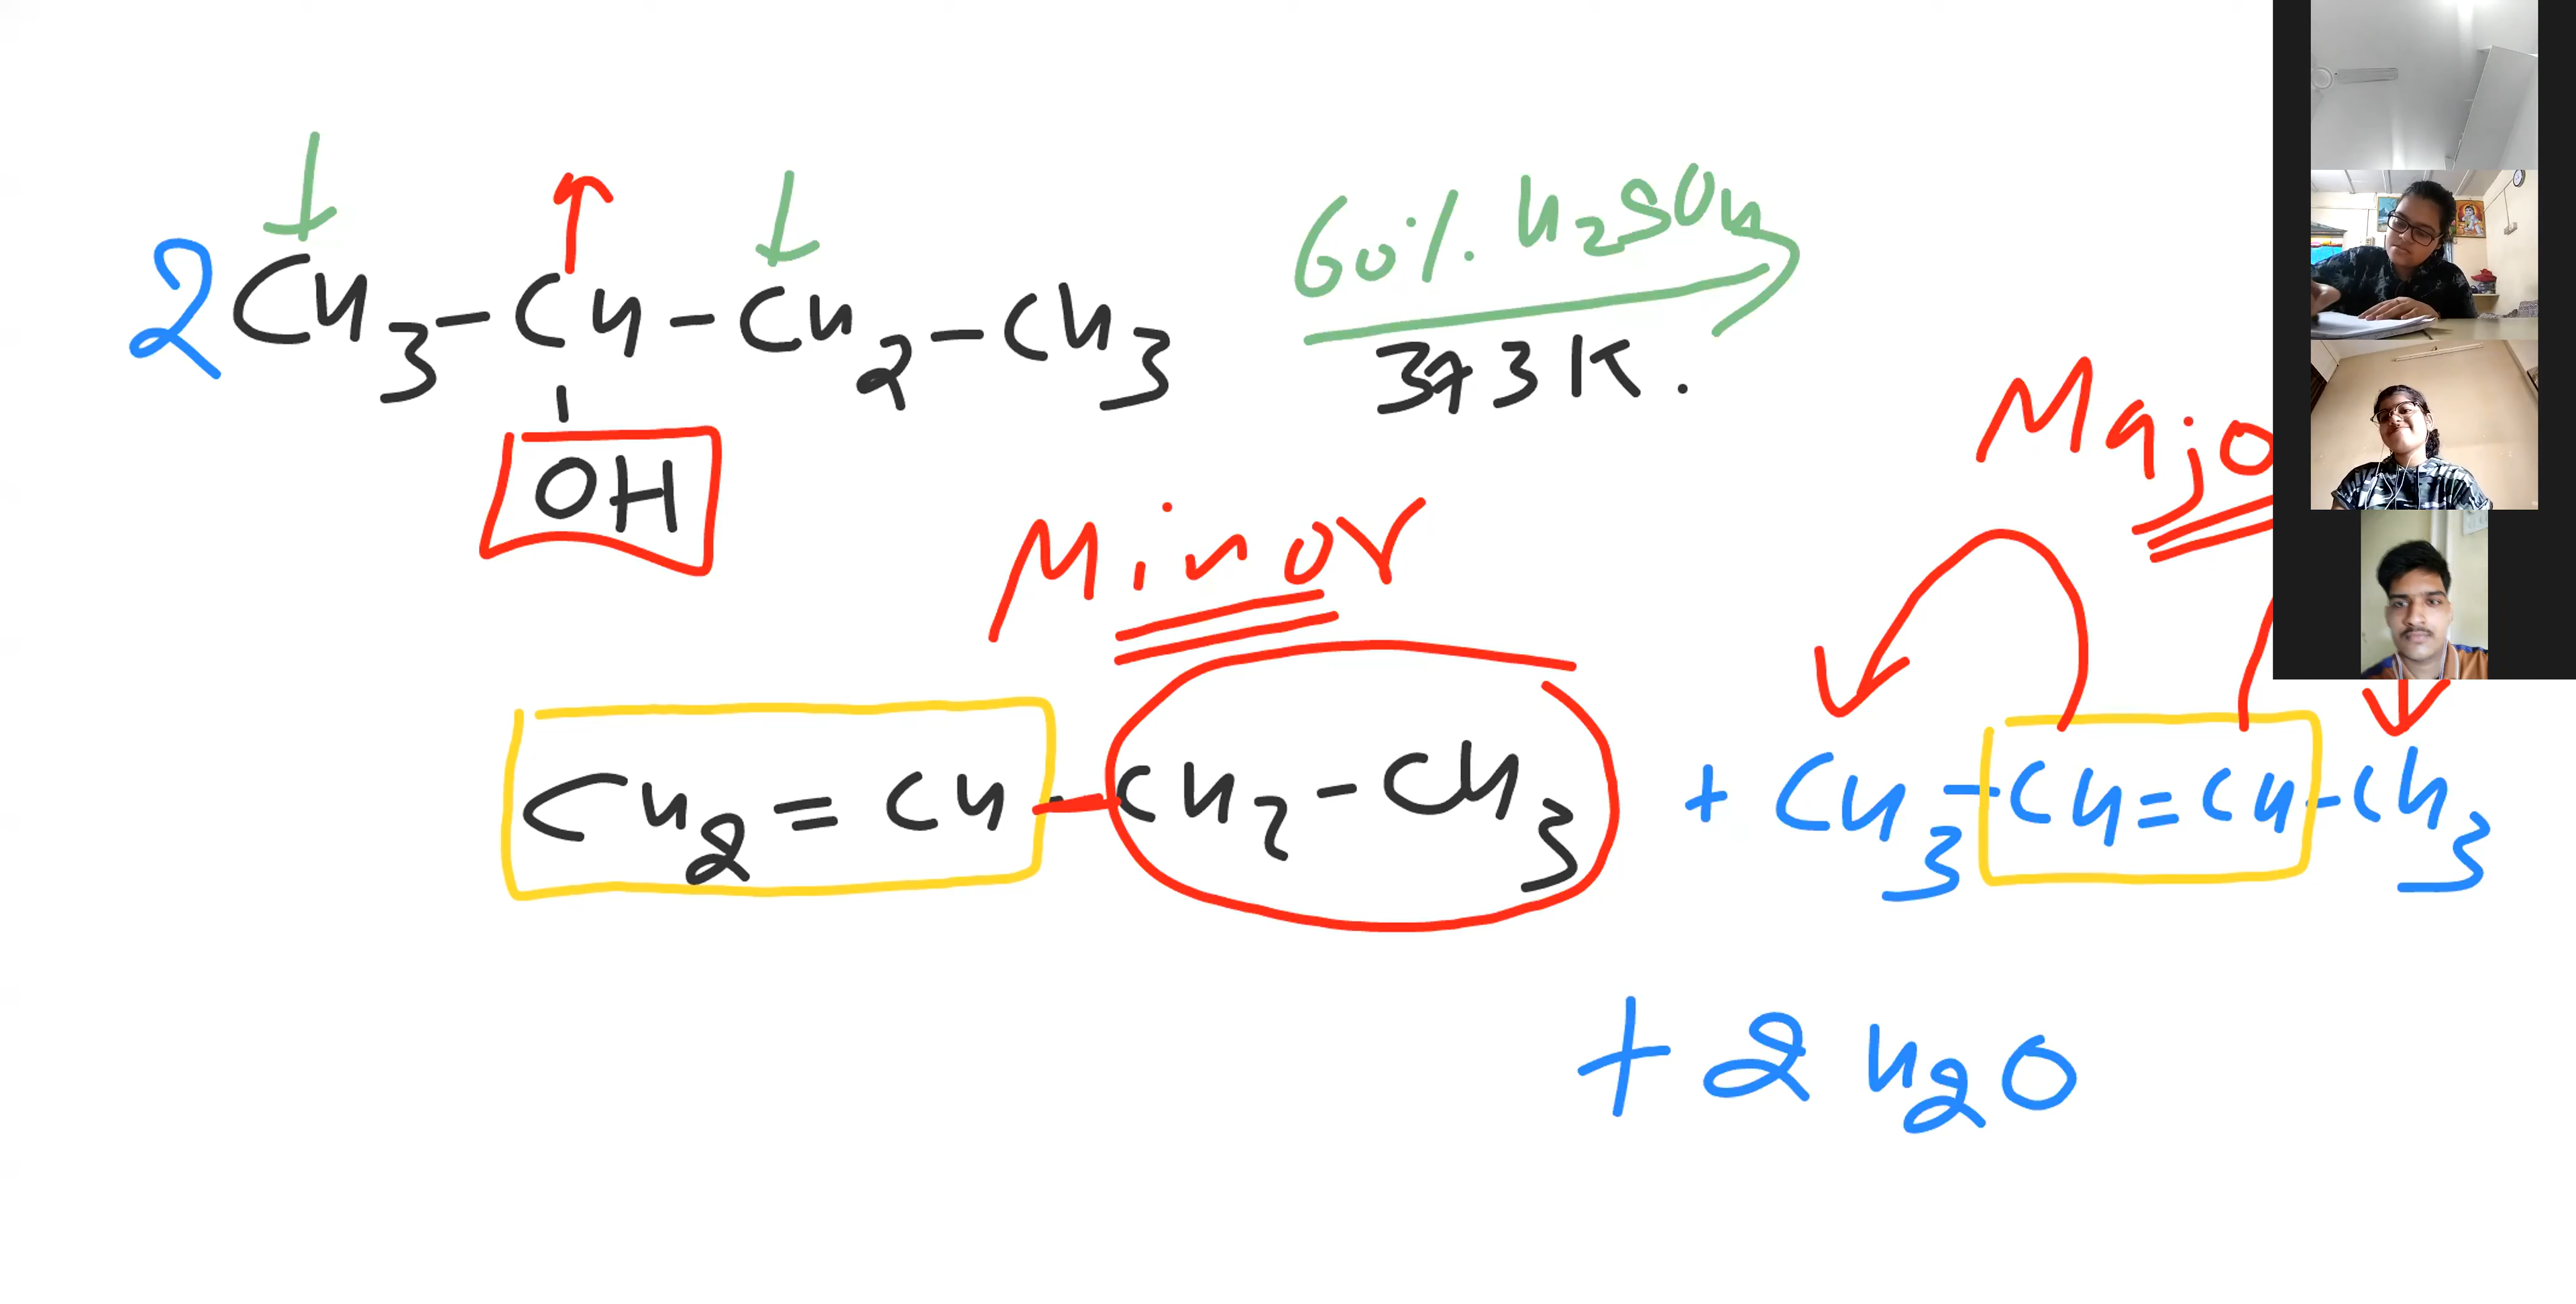 2CH3-CH-CH2-CH3 60% H2SO4
373K.
OH
Minor Majo
CH2=CH-CH2-CH3 + CH3-CH=CH-CH3
+ 2H2O